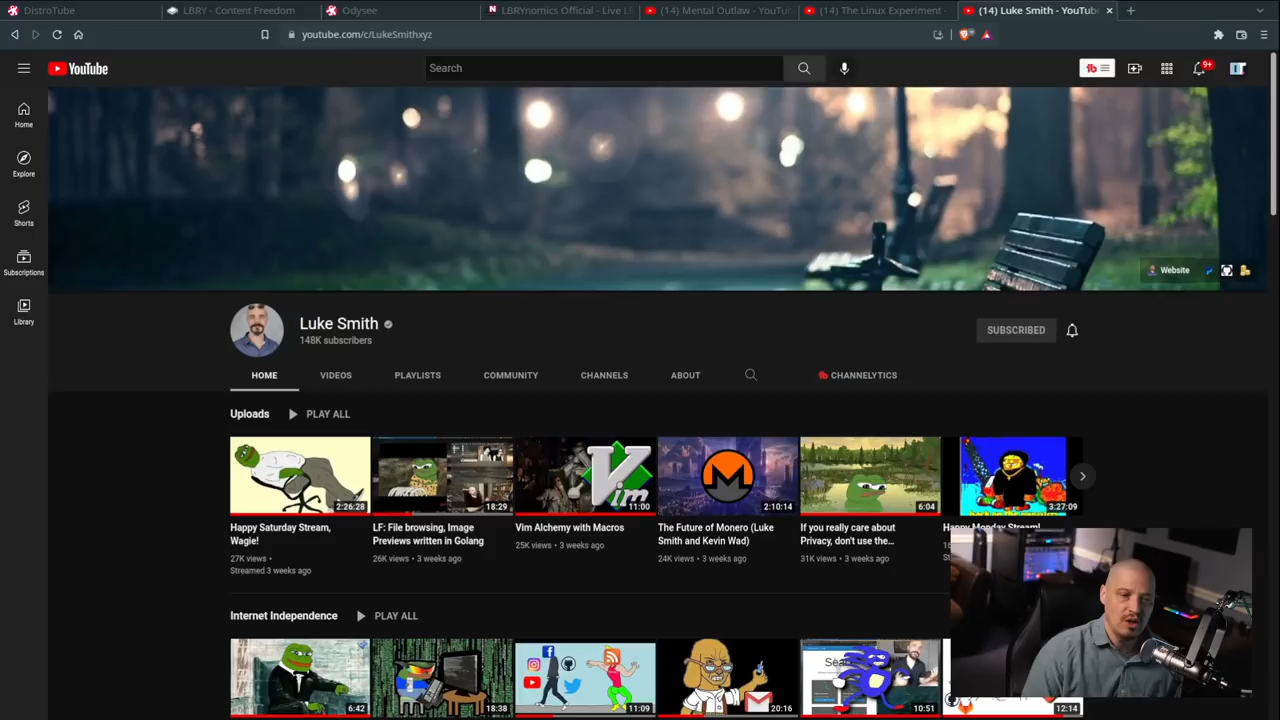 DistroTube
LBRY - Content Freedom
Odysee
LBRYnomics Official - Live L
(14) Mental Outlaw - YouTu
(14) The Linux Experiment -
(14) Luke Smith - YouTub
youtube.com/c/LukeSmithxyz
YouTube
Search
9+
Home
Explore
Shorts
Subscriptions
Library
Website
Luke Smith
148K subscribers
SUBSCRIBED
HOME
VIDEOS
PLAYLISTS
COMMUNITY
CHANNELS
ABOUT
CHANNELYTICS
Uploads
PLAY ALL
2:26:28
18:29
Vim
11:00
2:10:14
6:04
3:27:09
Happy Saturday Stream,
Wagie!
27K views •
Streamed 3 weeks ago
LF: File browsing, Image
Previews written in Golang
26K views • 3 weeks ago
Vim Alchemy with Macros
25K views • 3 weeks ago
The Future of Monero (Luke
Smith and Kevin Wad)
24K views • 3 weeks ago
If you really care about
Privacy, don't use the...
31K views • 3 weeks ago
Happy Monday Stream!
Internet Independence
PLAY ALL
6:42
18:38
11:09
20:16
10:51
12:14